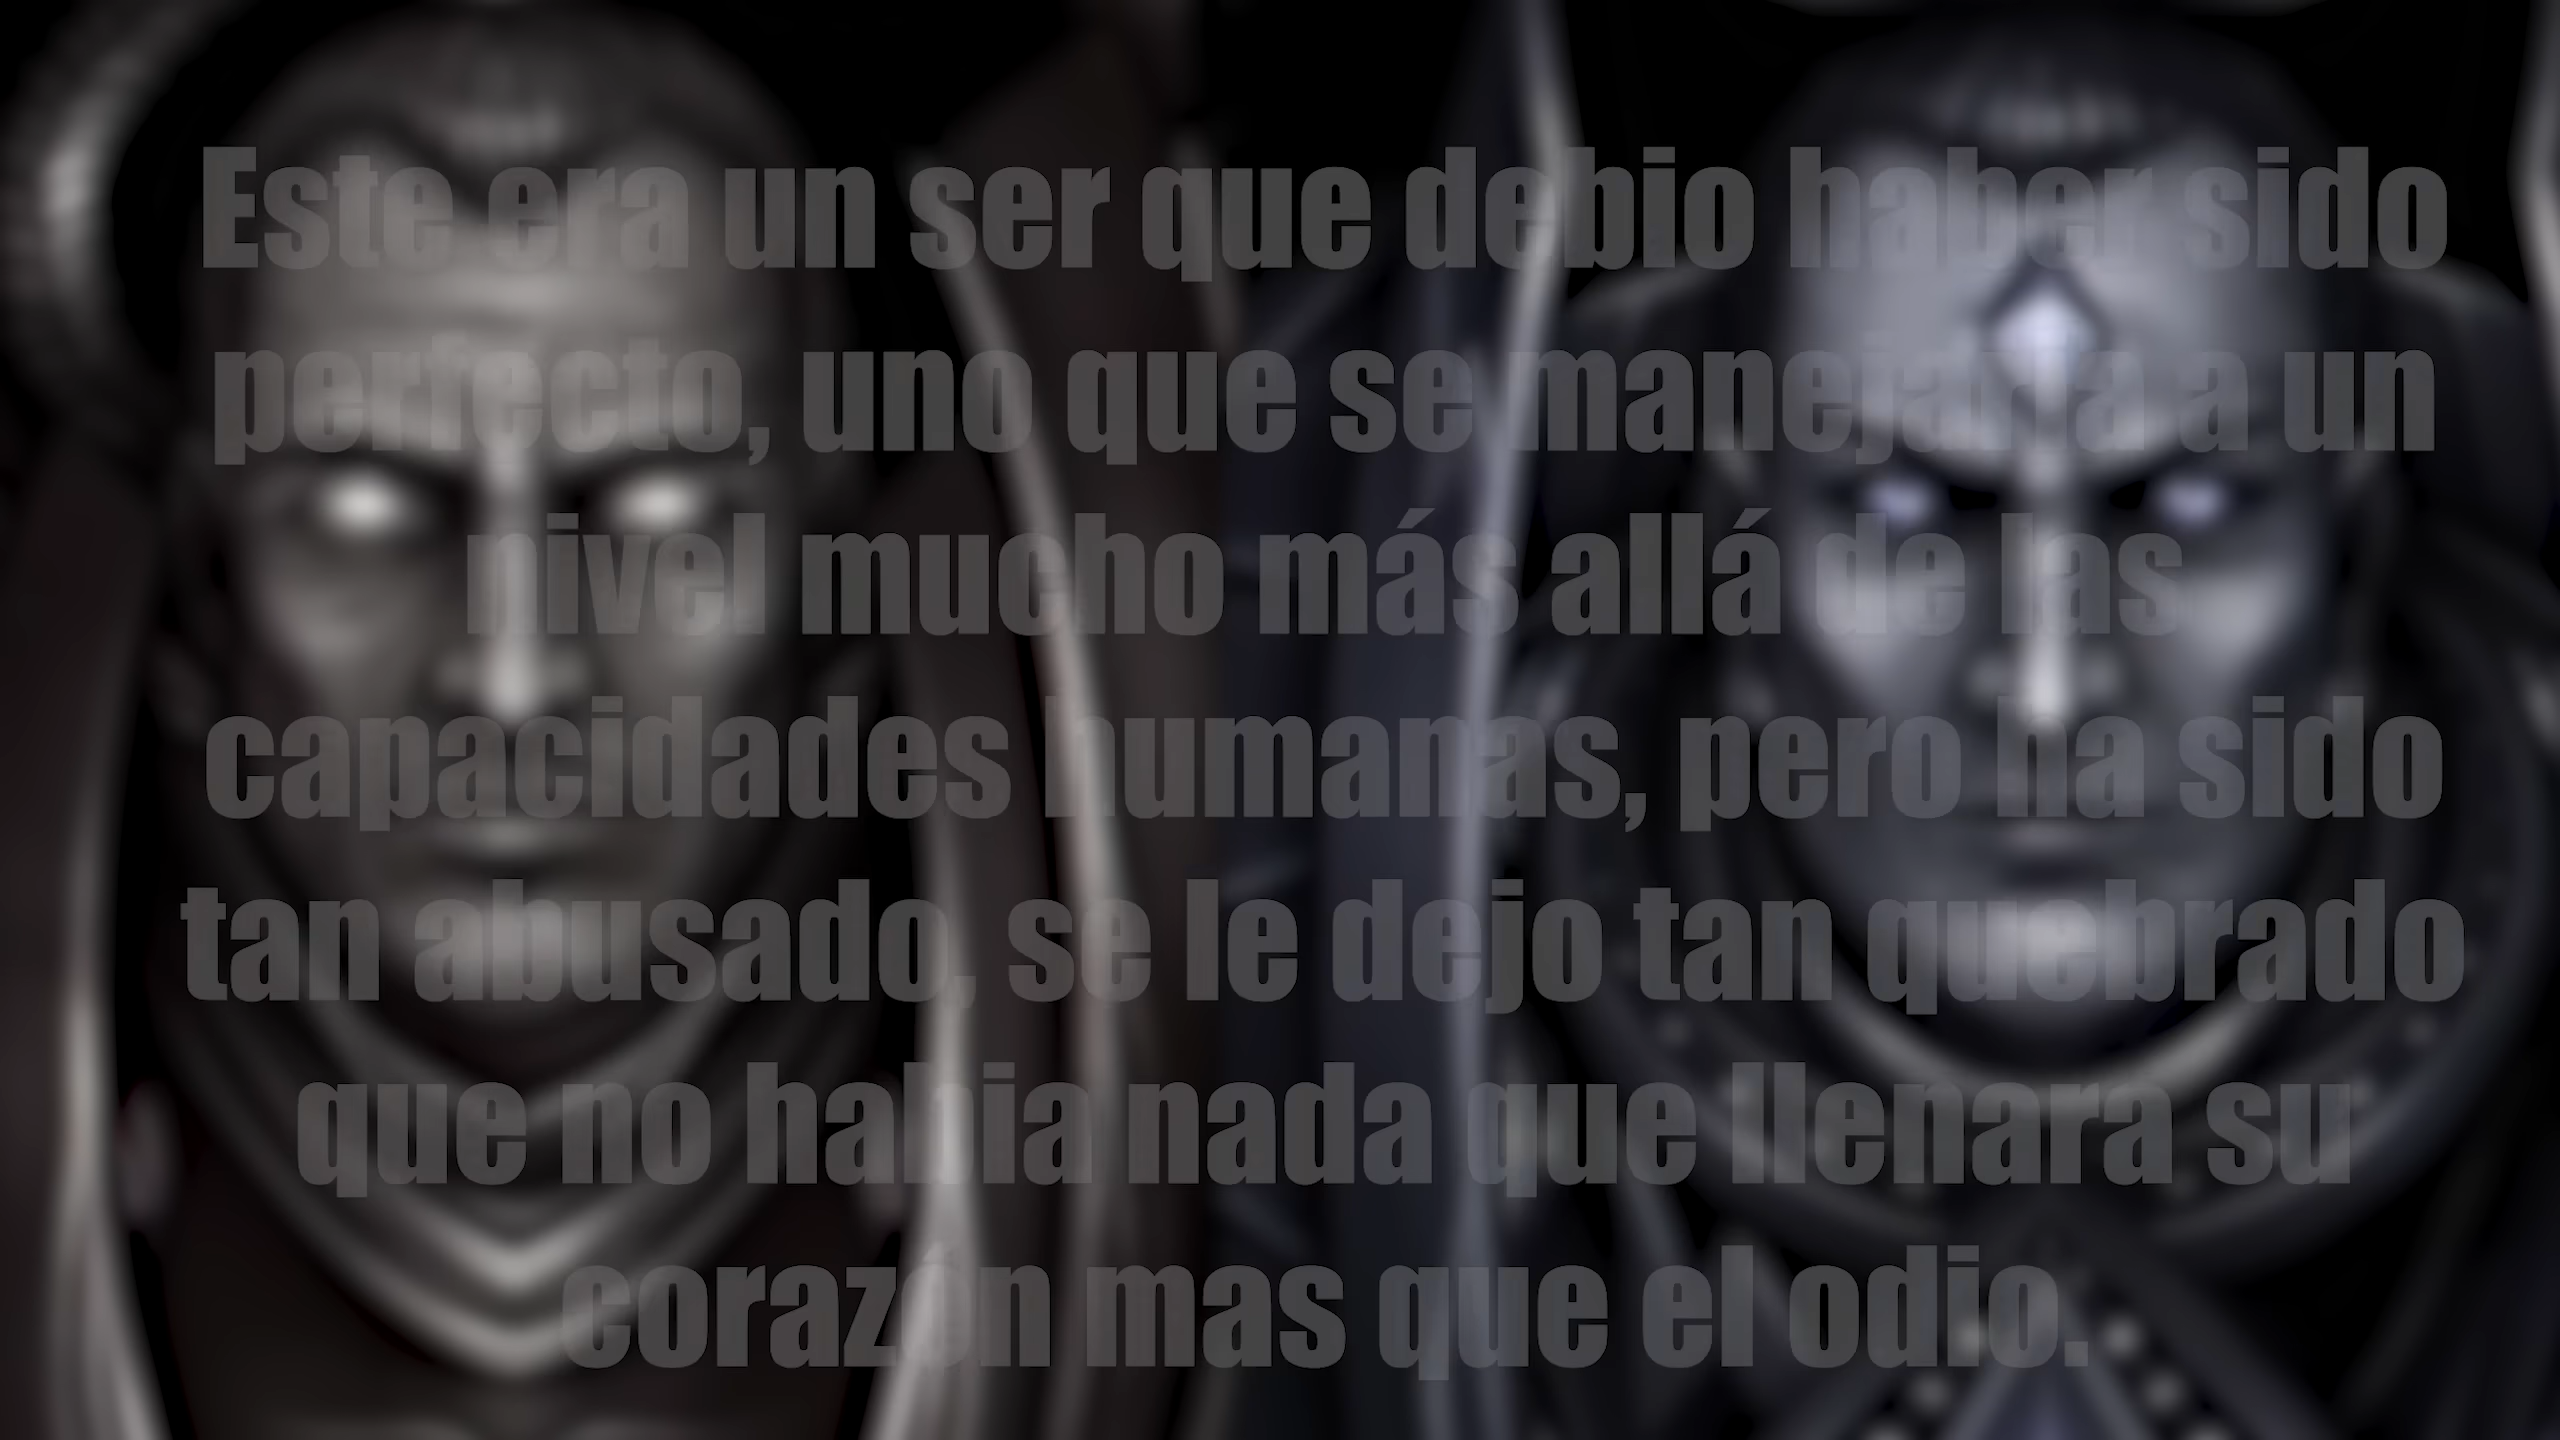 Este era un ser que debio haber sido
perfecto, uno que se manejaria a un
nivel mucho más allá de las
capacidades humanas, pero ha sido
tan abusado, se le dejo tan quebrado
que no habia nada que llenara su
corazón mas que el odio.